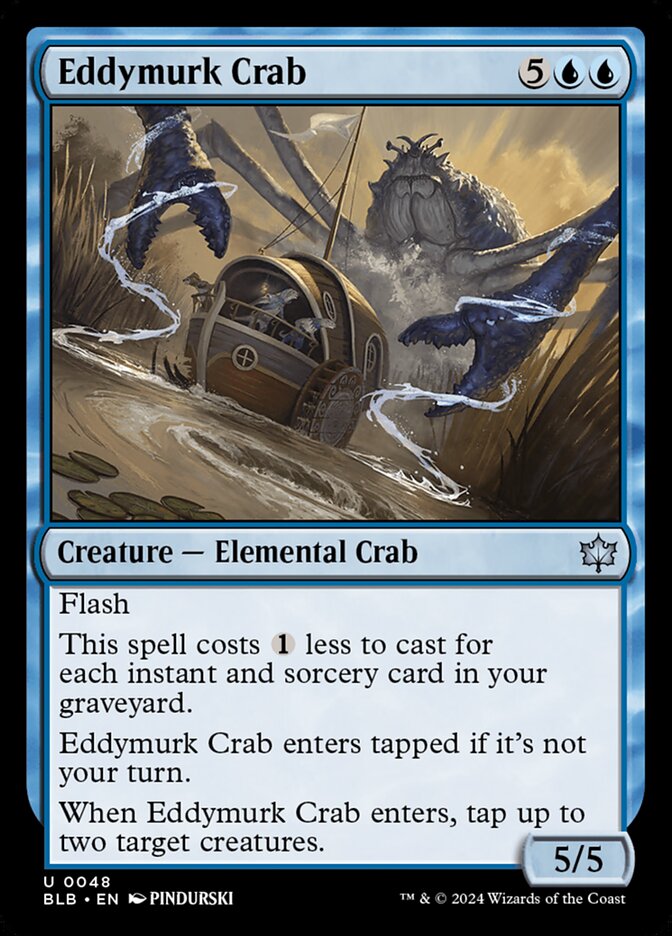 Eddymurk Crab 5
Creature — Elemental Crab
Flash
This spell costs 1 less to cast for
each instant and sorcery card in your
graveyard.
Eddymurk Crab enters tapped if it's not
your turn.
When Eddymurk Crab enters, tap up to
two target creatures.
5/5
U 0048
BLB • EN PINDURSKI
™ & © 2024 Wizards of the Coast